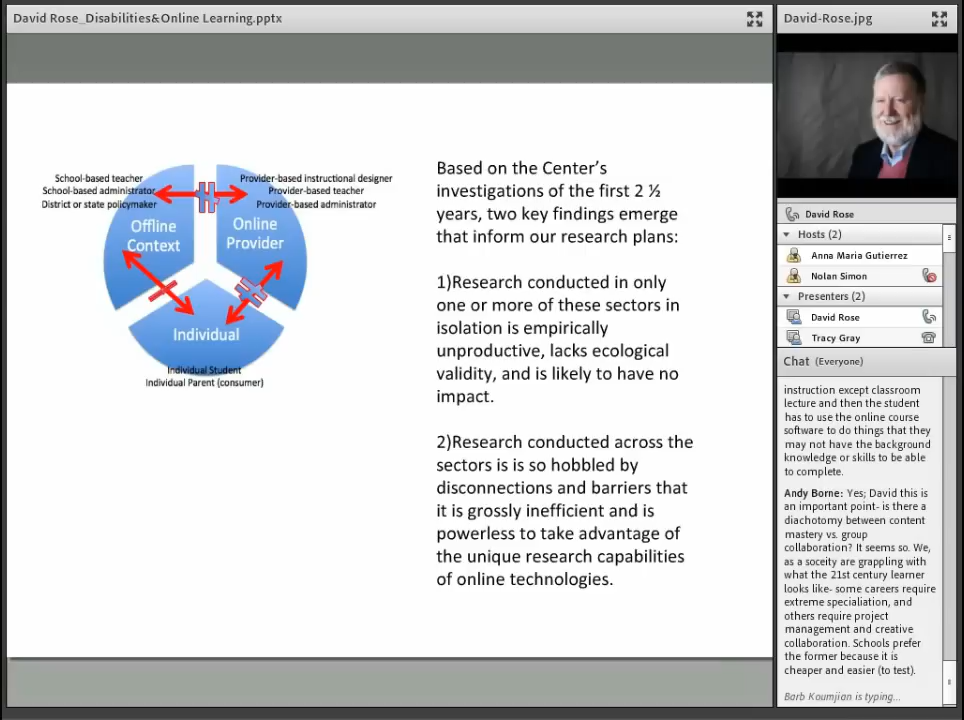 David Rose_Disabilities&Online Learning.pptx
School-based teacher
School-based administrator
District or state policymaker
Provider-based instructional designer
Provider-based teacher
Provider-based administrator
Offline
Context
Online
Provider
Individual
Individual Student
Individual Parent (consumer)
Based on the Center’s
investigations of the first 2 ½
years, two key findings emerge
that inform our research plans:
1)Research conducted in only
one or more of these sectors in
isolation is empirically
unproductive, lacks ecological
validity, and is likely to have no
impact.
2)Research conducted across the
sectors is is so hobbled by
disconnections and barriers that
it is grossly inefficient and is
powerless to take advantage of
the unique research capabilities
of online technologies.
David-Rose.jpg
David Rose
Hosts (2)
Anna Maria Gutierrez
Nolan Simon
Presenters (2)
David Rose
Tracy Gray
Chat (Everyone)
instruction except classroom
lecture and then the student
has to use the online course
software to do things that they
may not have the background
knowledge or skills to be able
to complete.
Andy Borne: Yes; David this is
an important point- is there a
diachotomy between content
mastery vs. group
collaboration? It seems so. We,
as a soceity are grappling with
what the 21st century learner
looks like- some careers require
extreme specialiation, and
others require project
management and creative
collaboration. Schools prefer
the former because it is
cheaper and easier (to test).
Barb Koumjian is typing...